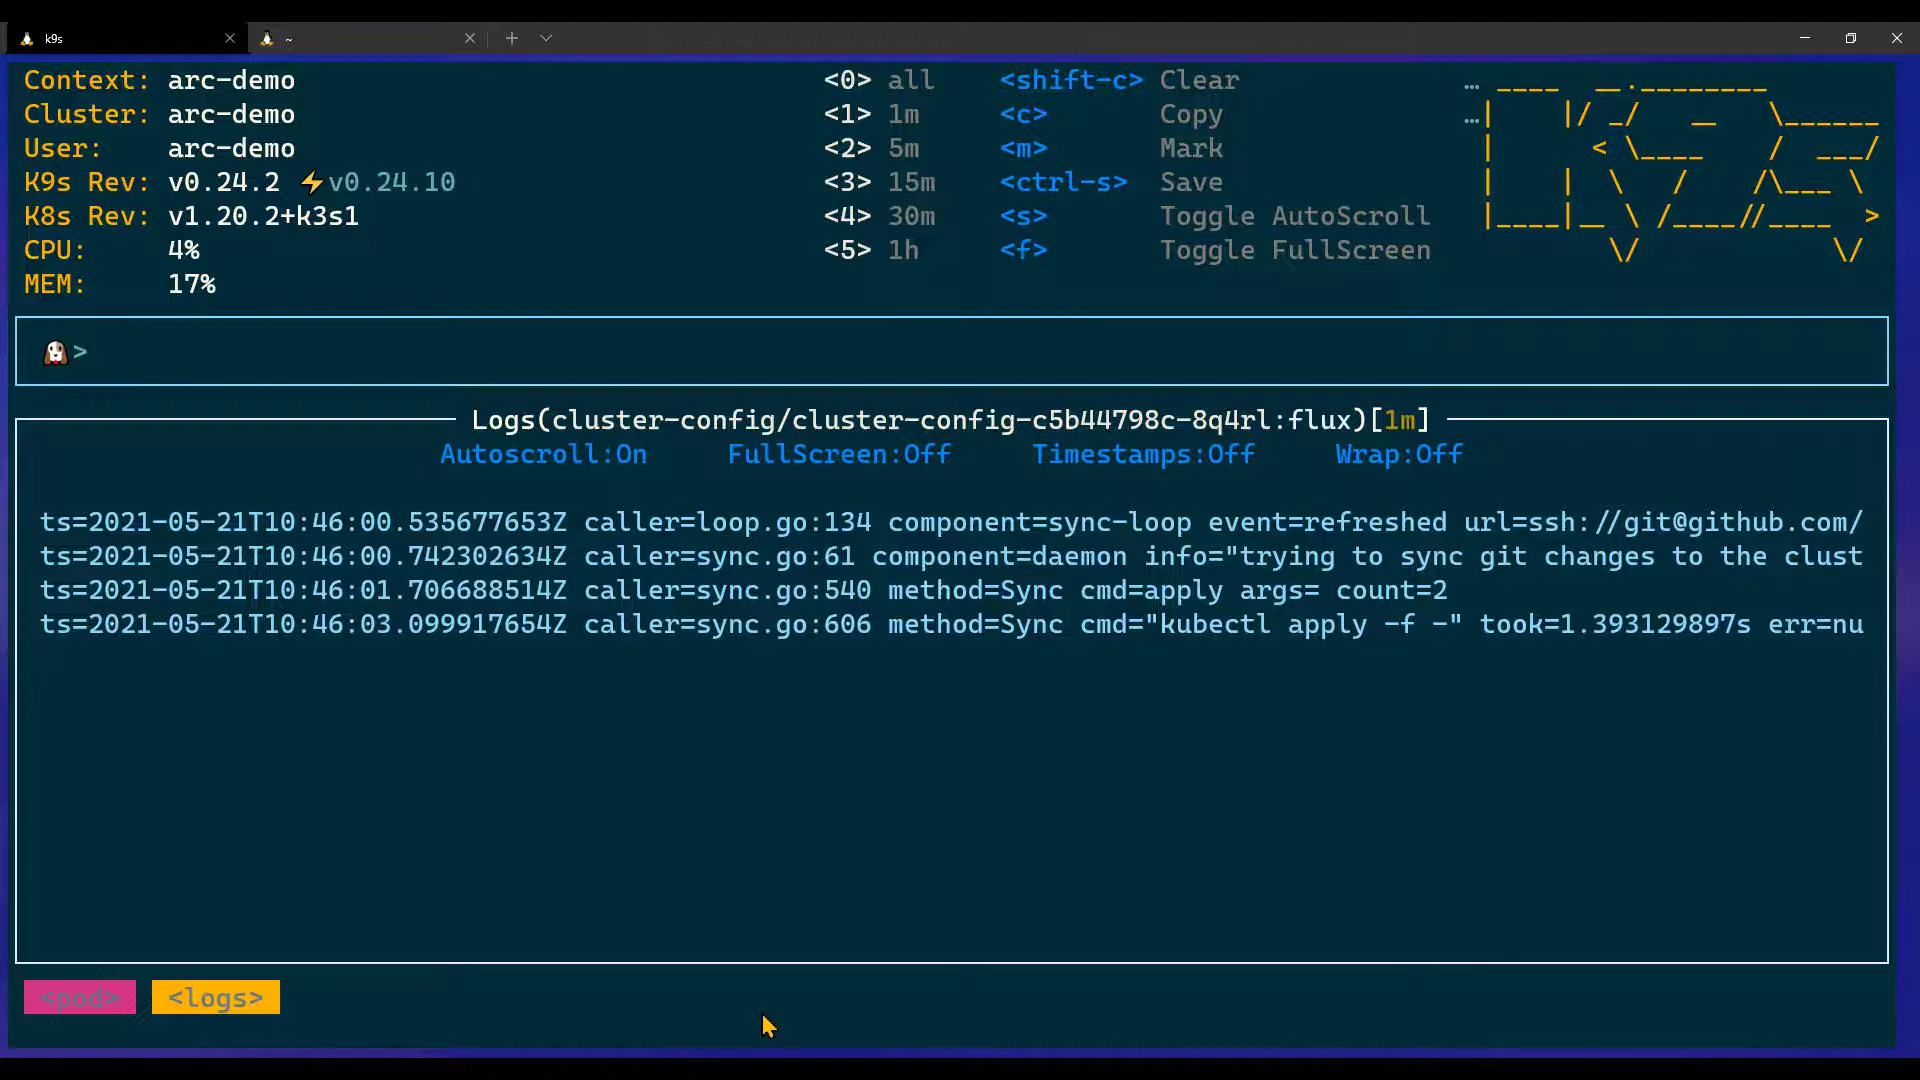 k9s
~
Context: arc-demo <0> all <shift-c> Clear …
Cluster: arc-demo <1> 1m <c> Copy …
User: arc-demo <2> 5m <m> Mark
K9s Rev: v0.24.2 ⚡v0.24.10 <3> 15m <ctrl-s> Save
K8s Rev: v1.20.2+k3s1 <4> 30m <s> Toggle AutoScroll
CPU: 4% <5> 1h <f> Toggle FullScreen
MEM: 17%
>
Logs(cluster-config/cluster-config-c5b44798c-8q4rl:flux)[1m]
Autoscroll:On FullScreen:Off Timestamps:Off Wrap:Off
ts=2021-05-21T10:46:00.535677653Z caller=loop.go:134 component=sync-loop event=refreshed url=ssh://git@github.com/
ts=2021-05-21T10:46:00.742302634Z caller=sync.go:61 component=daemon info="trying to sync git changes to the clust
ts=2021-05-21T10:46:01.706688514Z caller=sync.go:540 method=Sync cmd=apply args= count=2
ts=2021-05-21T10:46:03.099917654Z caller=sync.go:606 method=Sync cmd="kubectl apply -f -" took=1.393129897s err=nu
<pod> <logs>